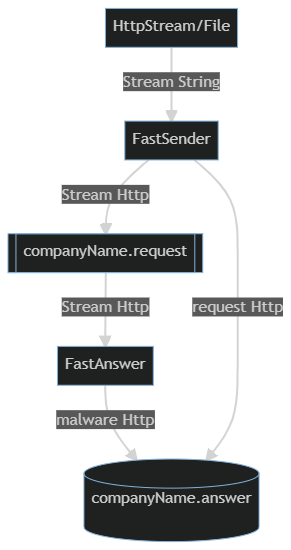 HttpStream/File
Stream String
FastSender
Stream Http
companyName.request
Stream Http
request Http
FastAnswer
malware Http
companyName.answer